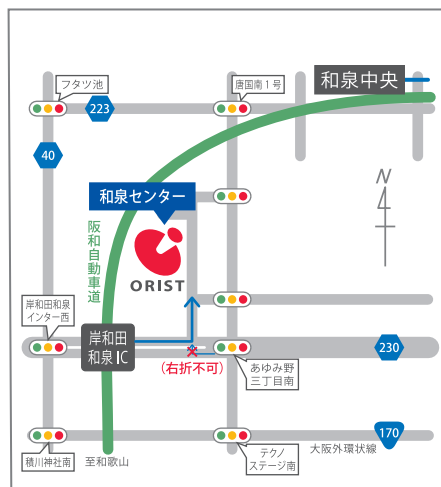 フタツ池
223
唐国南1号
和泉中央
40
N
和泉センター
阪和自動車道
ORIST
岸田和泉
インター西
岸和田
和泉IC
(右折不可)
あゆみ野
三丁目南
230
積川神社南
至和歌山
テクノ
ステージ南
大阪外環状線
170